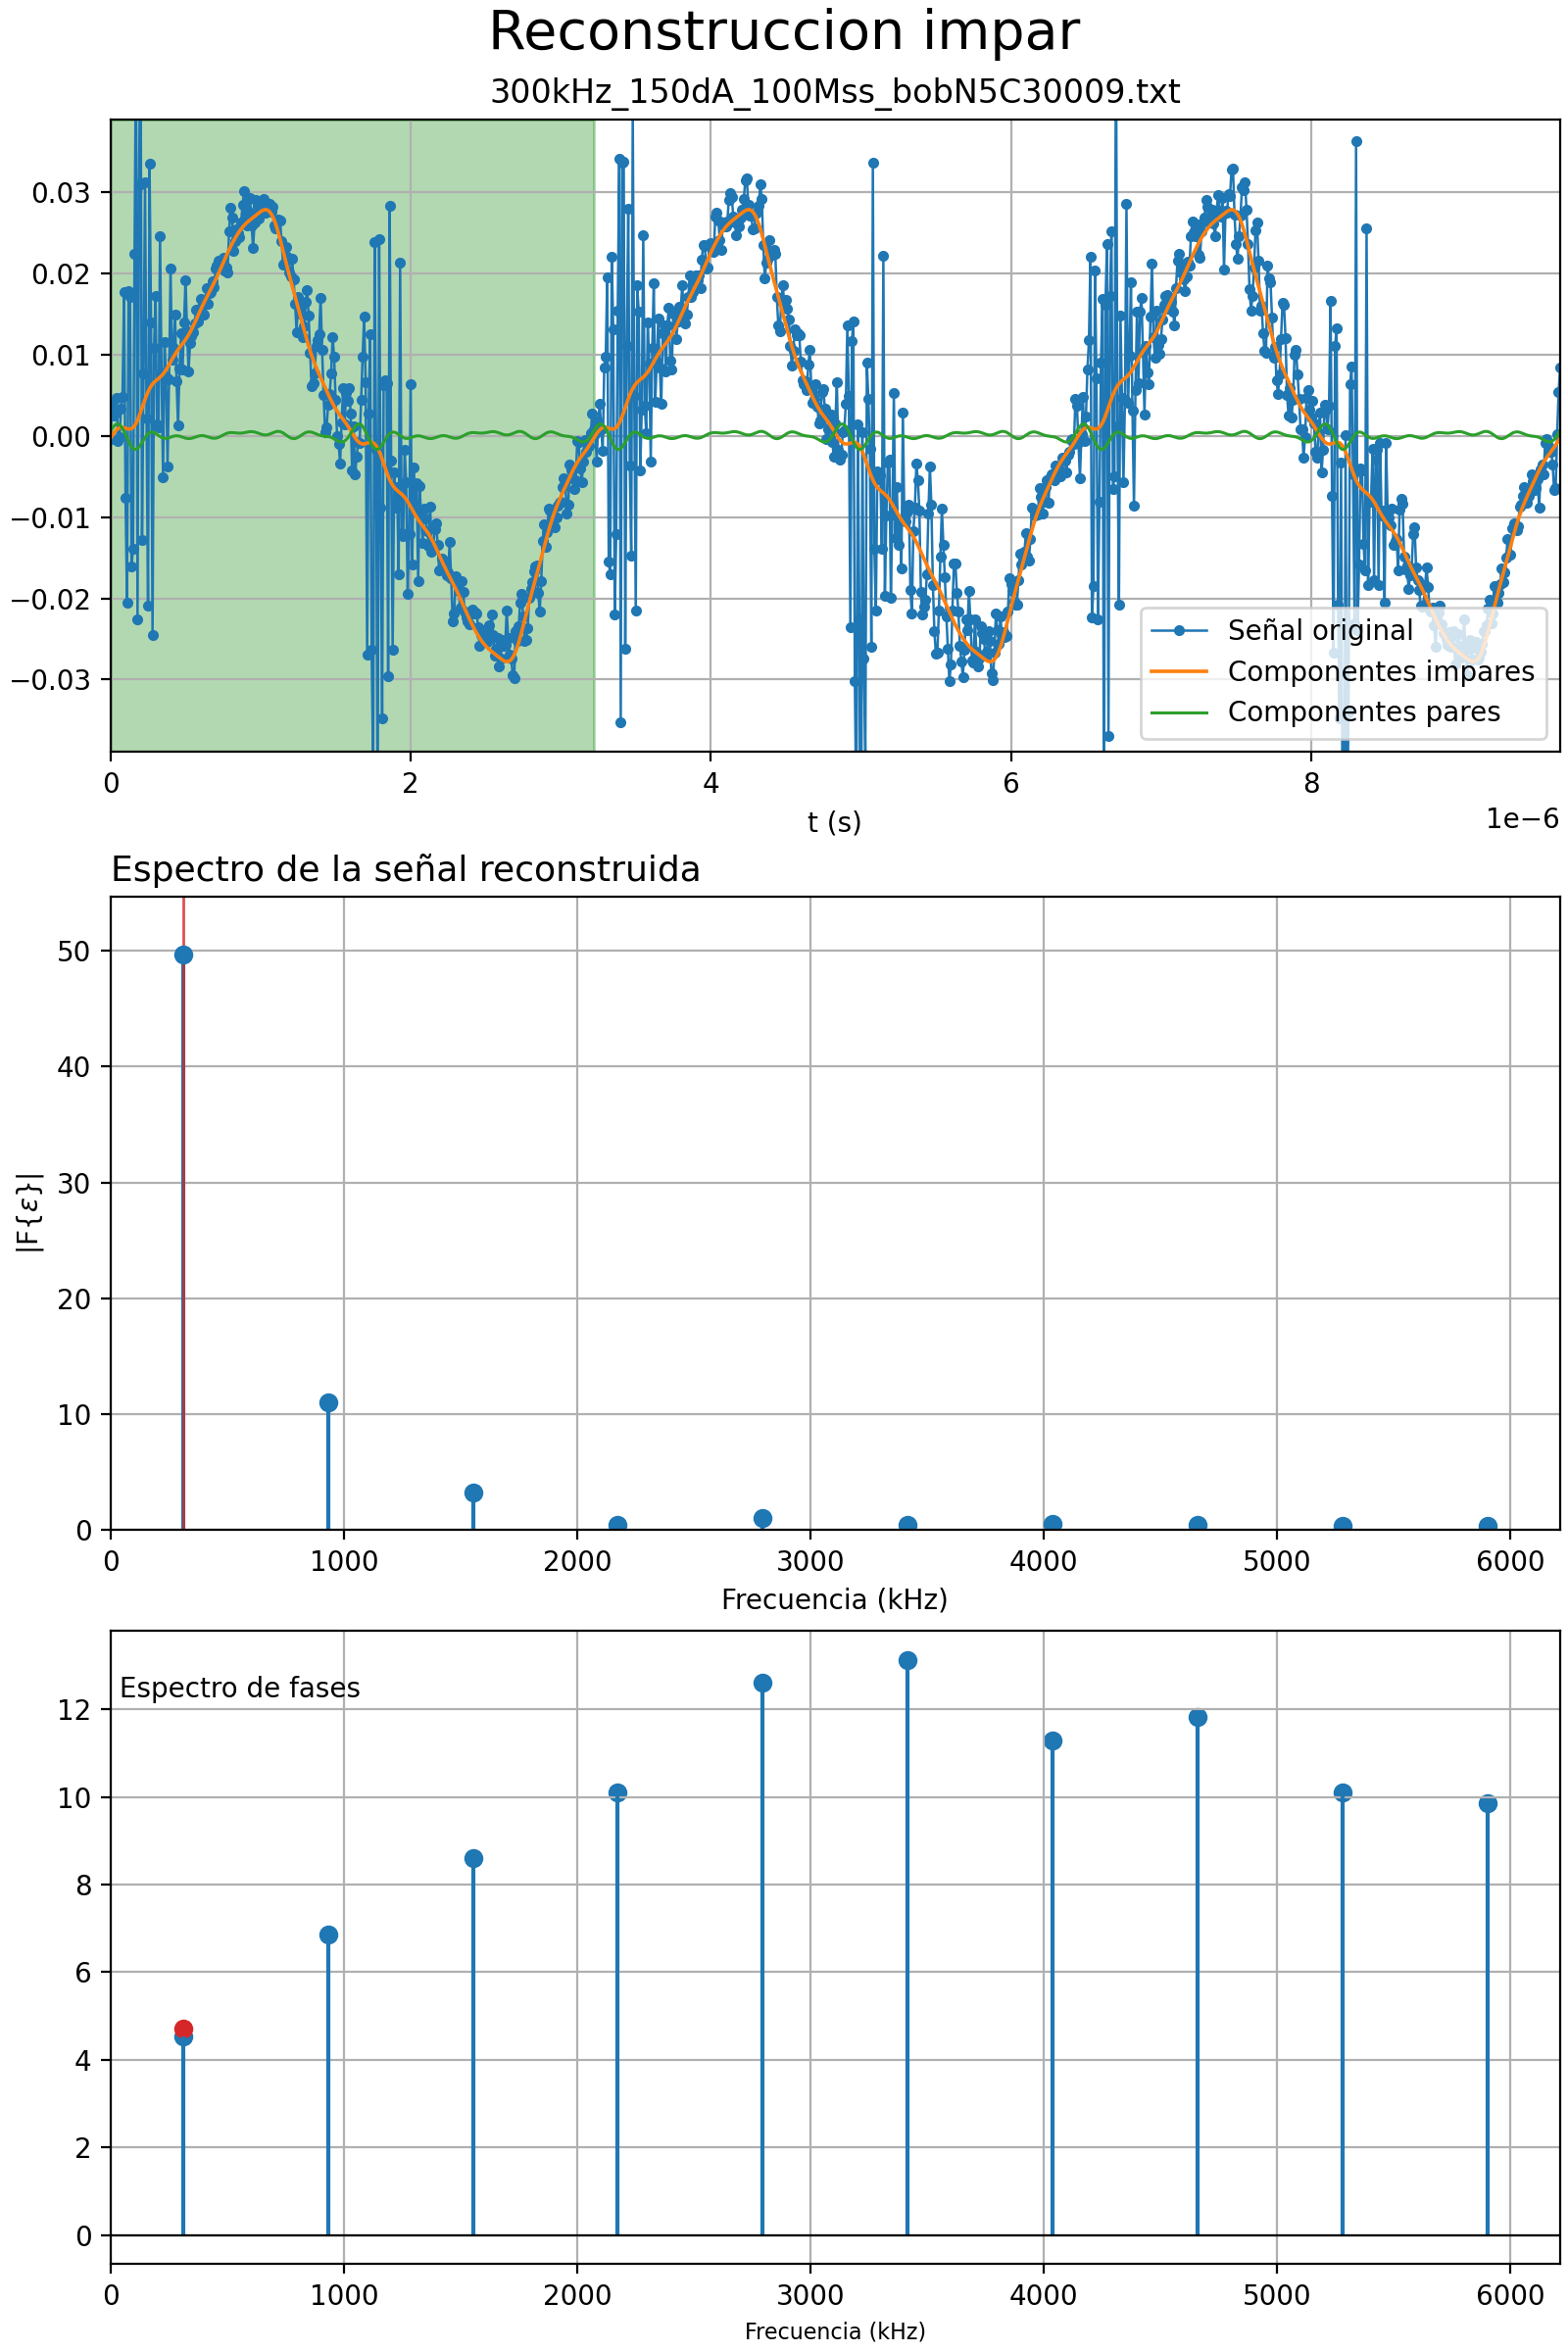 Reconstruccion impar
300kHz_150dA_100Mss_bobN5C30009.txt
0.03
0.02
0.01
0.00
−0.01
−0.02
−0.03
Señal original
Componentes impares
Componentes pares
0 2 4 6 8
1e−6
t (s)
Espectro de la señal reconstruida
50
40
30
20
10
0
|F{ε}|
0 1000 2000 3000 4000 5000 6000
Frecuencia (kHz)
Espectro de fases
12
10
8
6
4
2
0
0 1000 2000 3000 4000 5000 6000
Frecuencia (kHz)